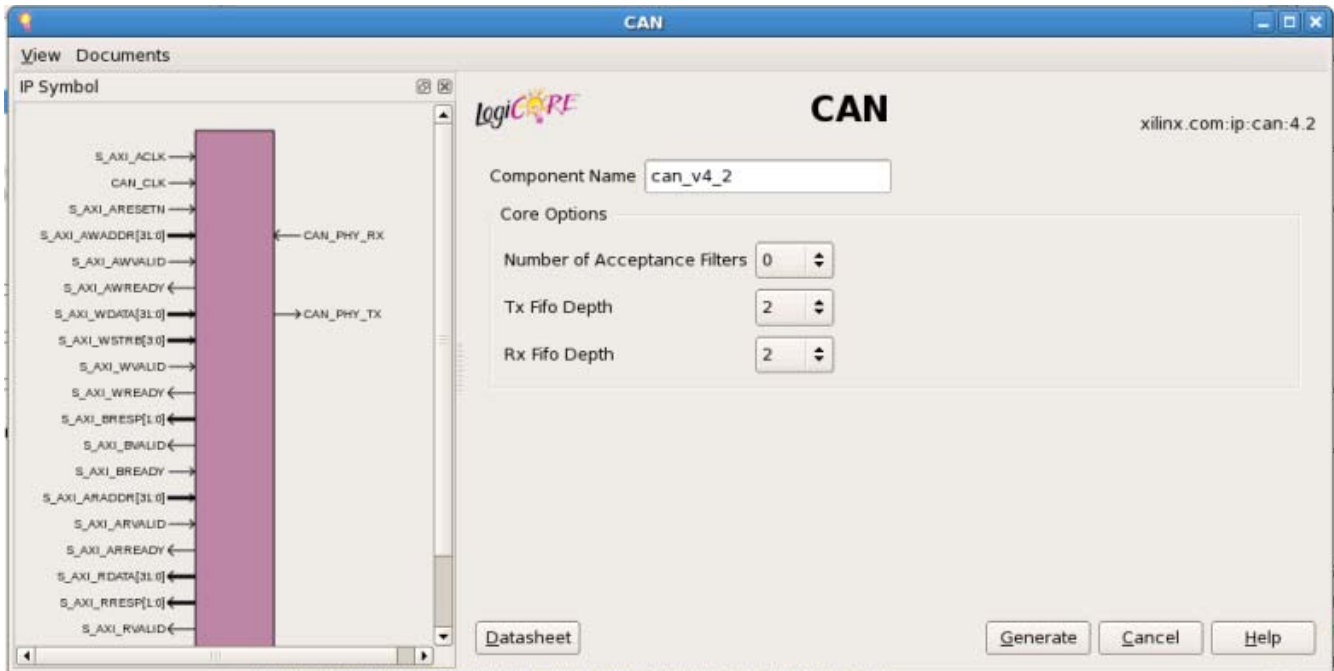 CAN
View Documents
IP Symbol
S_AXI_ACLK
CAN_CLK
S_AXI_ARESETN
S_AXI_AWADDR[31:0]
CAN_PHY_RX
S_AXI_AWVALID
S_AXI_AWREADY
S_AXI_WDATA[31:0]
CAN_PHY_TX
S_AXI_WSTRB[3:0]
S_AXI_WVALID
S_AXI_WREADY
S_AXI_BRESP[1:0]
S_AXI_BVALID
S_AXI_BREADY
S_AXI_ARADDR[31:0]
S_AXI_ARVALID
S_AXI_ARREADY
S_AXI_RDATA[31:0]
S_AXI_RRESP[1:0]
S_AXI_RVALID
LogiCORE
CAN
xilinx.com:ip:can:4.2
Component Name can_v4_2
Core Options
Number of Acceptance Filters 0
Tx Fifo Depth 2
Rx Fifo Depth 2
Datasheet Generate Cancel Help